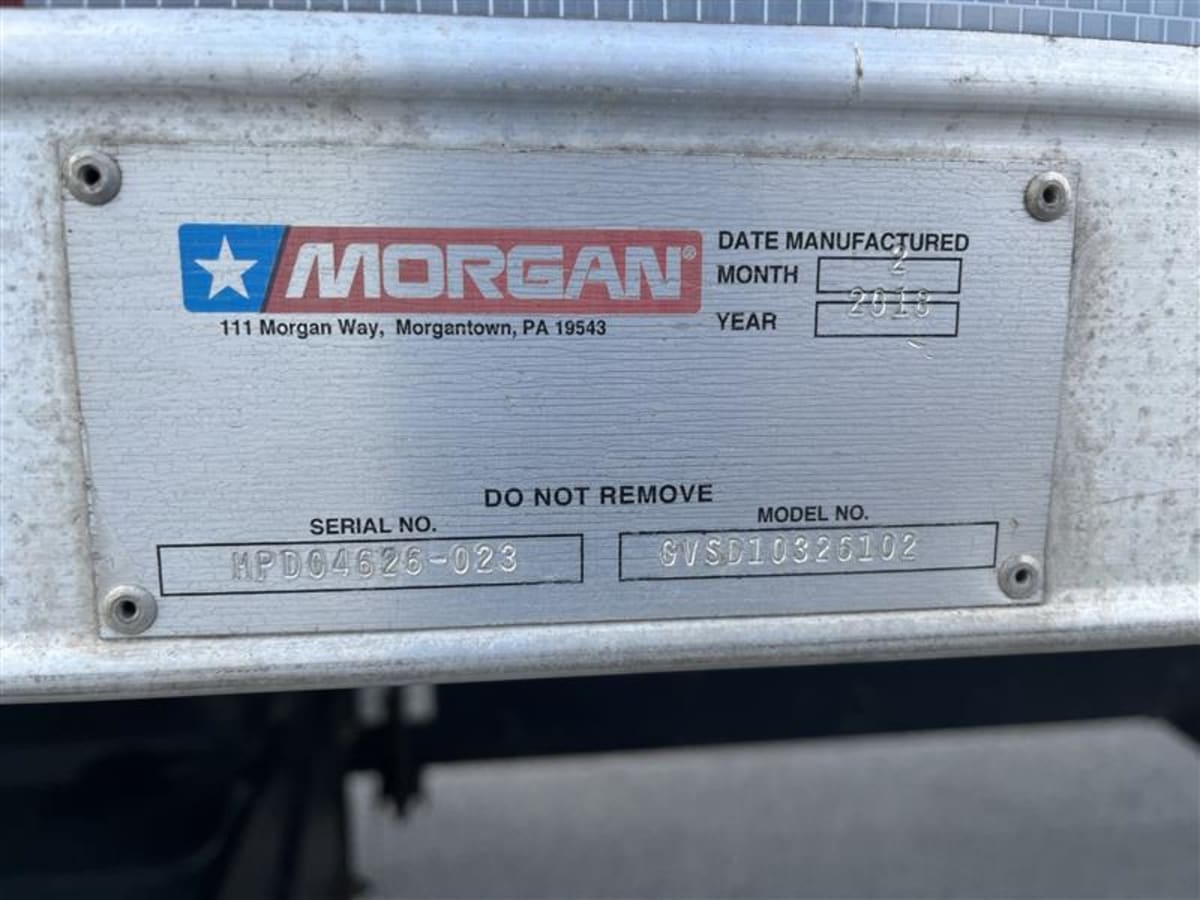 MORGAN®
111 Morgan Way, Morgantown, PA 19543
DATE MANUFACTURED
MONTH 2
YEAR 2018
DO NOT REMOVE
SERIAL NO.
MPD04626-023
MODEL NO.
GVSD10326102